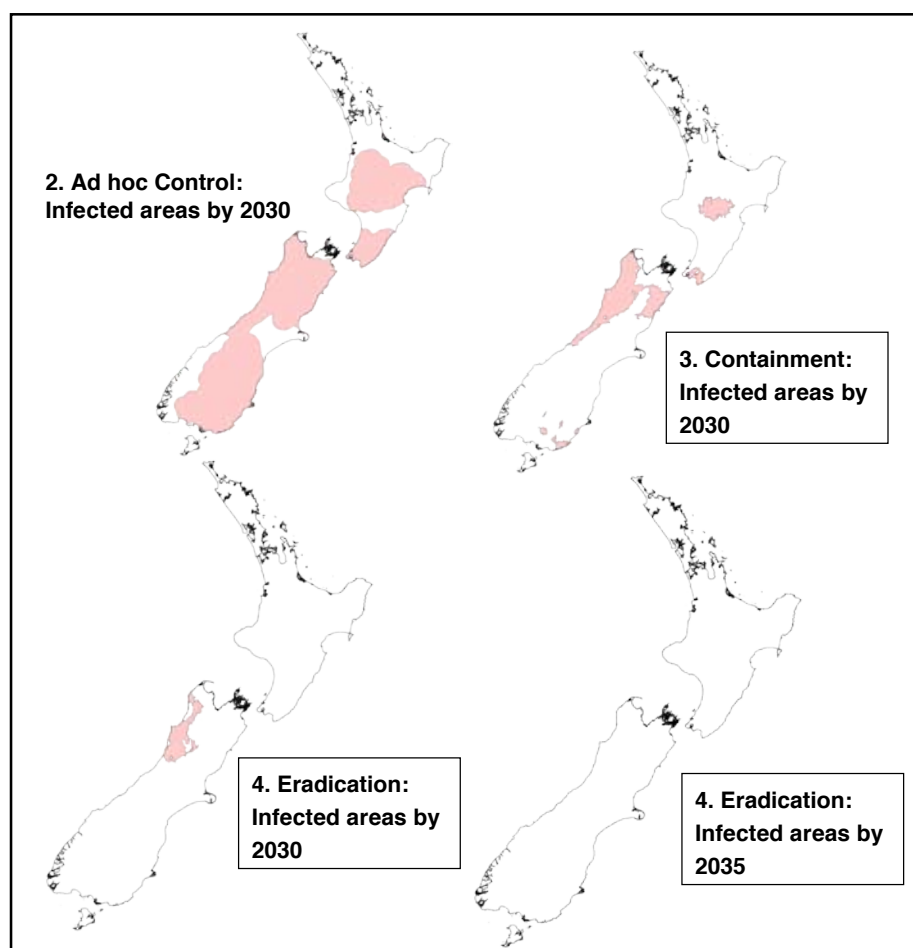 2. Ad hoc Control:
Infected areas by 2030
3. Containment:
Infected areas by
2030
4. Eradication:
Infected areas by
2030
4. Eradication:
Infected areas by
2035